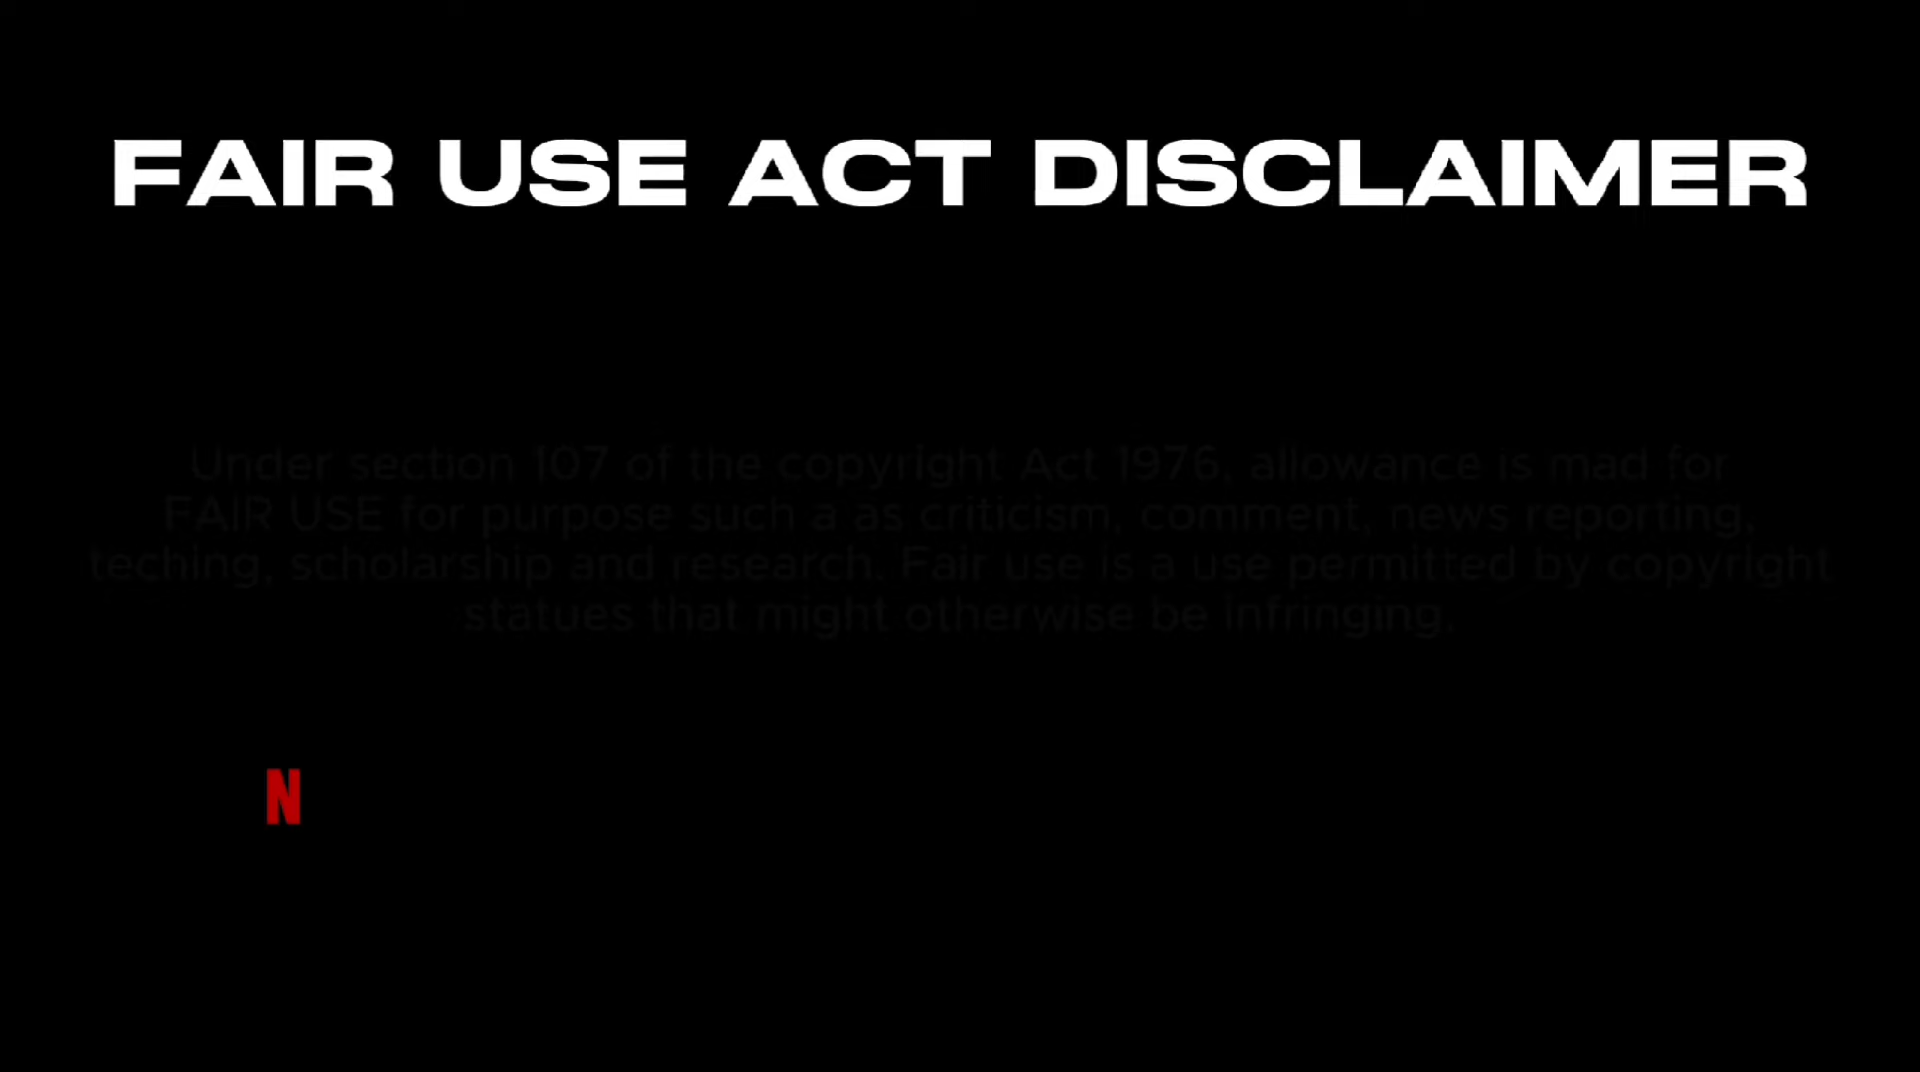 FAIR USE ACT DISCLAIMER
Under section 107 of the copyright Act 1976, allowance is mad for
FAIR USE for purpose such a as criticism, comment, news reporting,
teching, scholarship and research. Fair use is a use permitted by copyright
statues that might otherwise be infringing.
N